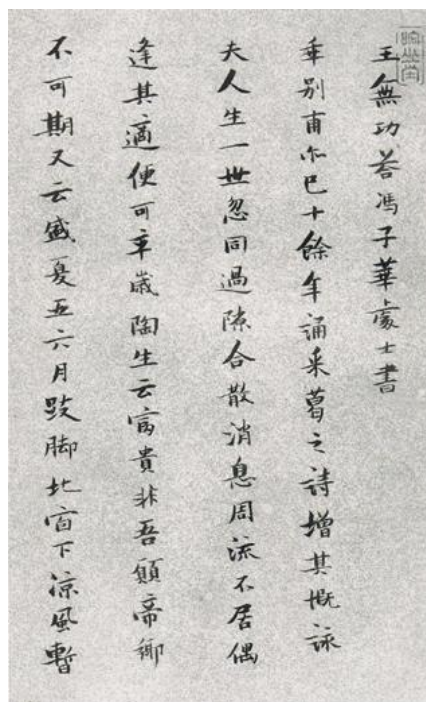 王無功荅馮子華處士書
乖別甫尔已十餘年誦采葛之詩增其慨詠
夫人生一世忽同過隙合散消息周流不居偶
逢其適便可卒歲陶生云富貴非吾願帝鄉
不可期又云盛夏五六月跂脚北窗下涼風暫